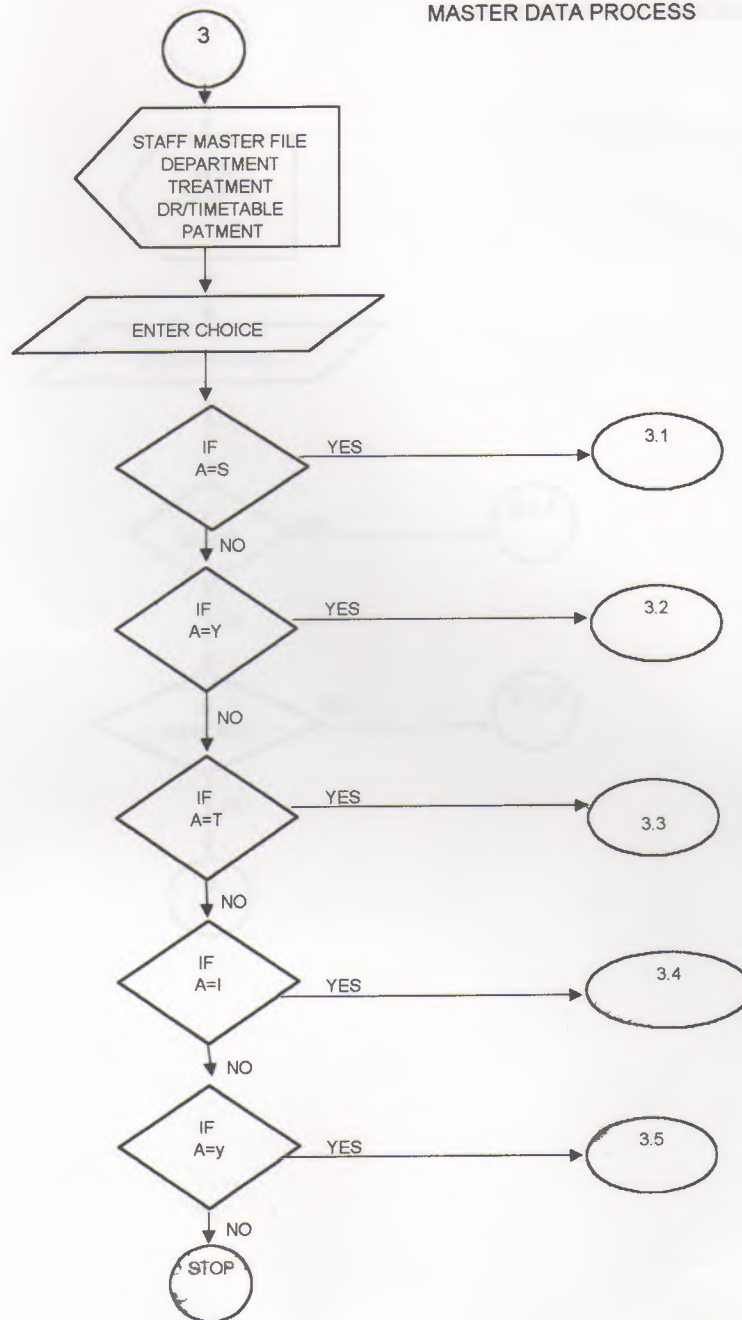 MASTER DATA PROCESS
3
STAFF MASTER FILE
DEPARTMENT
TREATMENT
DR/TIMETABLE
PATMENT
ENTER CHOICE
IF
A=S
YES
3.1
NO
IF
A=Y
YES
3.2
NO
IF
A=T
YES
3.3
NO
IF
A=I
YES
3.4
NO
IF
A=y
YES
3.5
NO
STOP